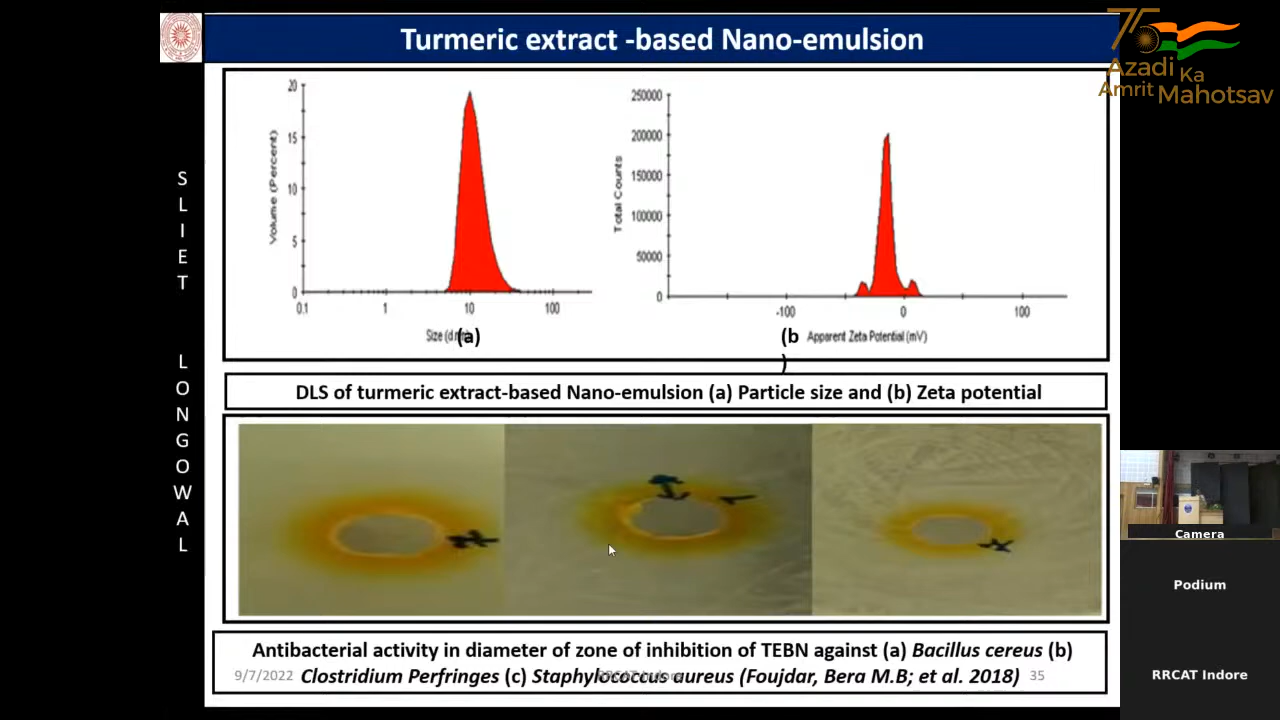 Turmeric extract -based Nano-emulsion
75
Azadi
Ka
Amrit Mahotsav
SLIET
LONGOWAL
Volume (Percent)
20
15
10
5
0
0.1 1 10 100
(a)
Total Counts
250000
200000
150000
100000
50000
0
-100 0 100
(b Apparent Zeta Potential (mV)
)
DLS of turmeric extract-based Nano-emulsion (a) Particle size and (b) Zeta potential
Antibacterial activity in diameter of zone of inhibition of TEBN against (a) Bacillus cereus (b)
Clostridium Perfringes (c) Staphylococcus aureus (Foujdar, Bera M.B; et al. 2018)
9/7/2022
35
Camera
Podium
RRCAT Indore